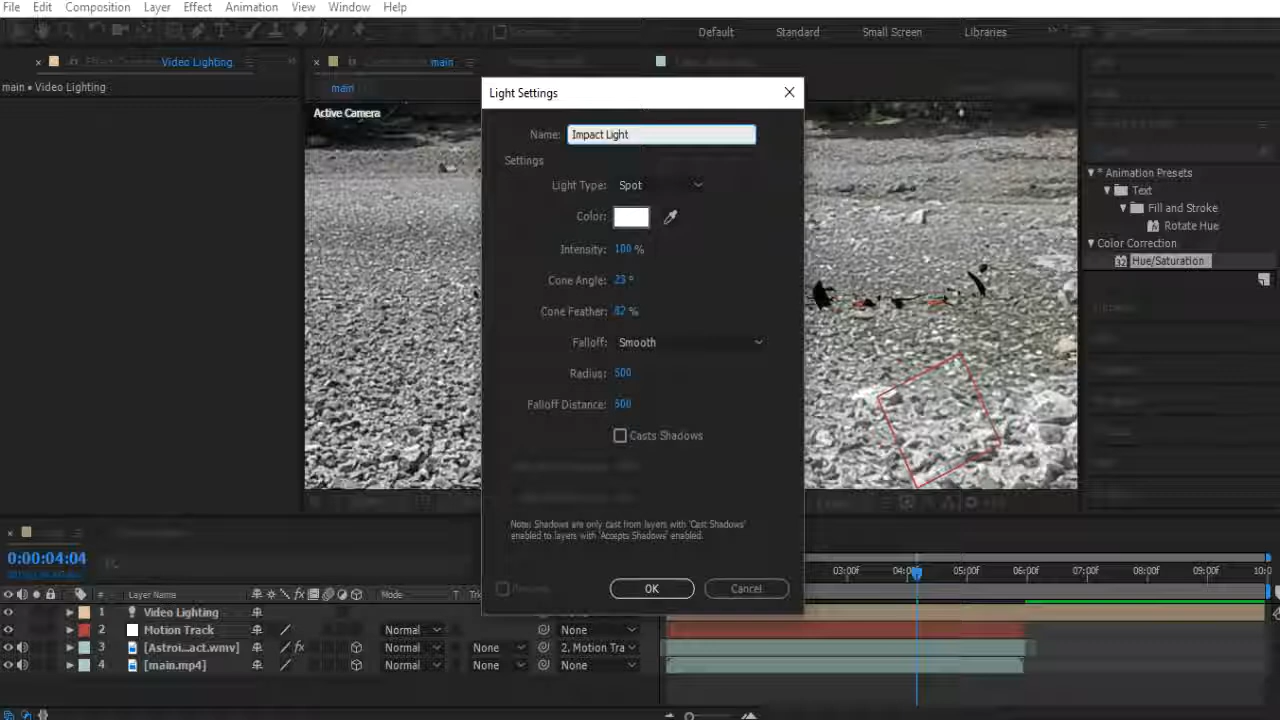 File Edit Composition Layer Effect Animation View Window Help
Default Standard Small Screen Libraries
Video Lighting main
main • Video Lighting main
Active Camera
Light Settings
Name: Impact Light
Settings
Light Type: Spot
Color:
Intensity: 100 %
Cone Angle: 23 °
Cone Feather: 82 %
Falloff: Smooth
Radius: 500
Falloff Distance: 500
Casts Shadows
Note: Shadows are only cast from layers with 'Cast Shadows'
enabled to layers with 'Accepts Shadows' enabled.
OK Cancel
* Animation Presets
Text
Fill and Stroke
Rotate Hue
Color Correction
Hue/Saturation
0:00:04:04
03:00f 04:0 05:00f 06:00f 07:00f 08:00f 09:00f 10:0
# Layer Name Mode T Trk
1 Video Lighting
2 Motion Track Normal None
3 [Astroi...act.wmv] Normal None 2. Motion Tra
4 [main.mp4] Normal None None